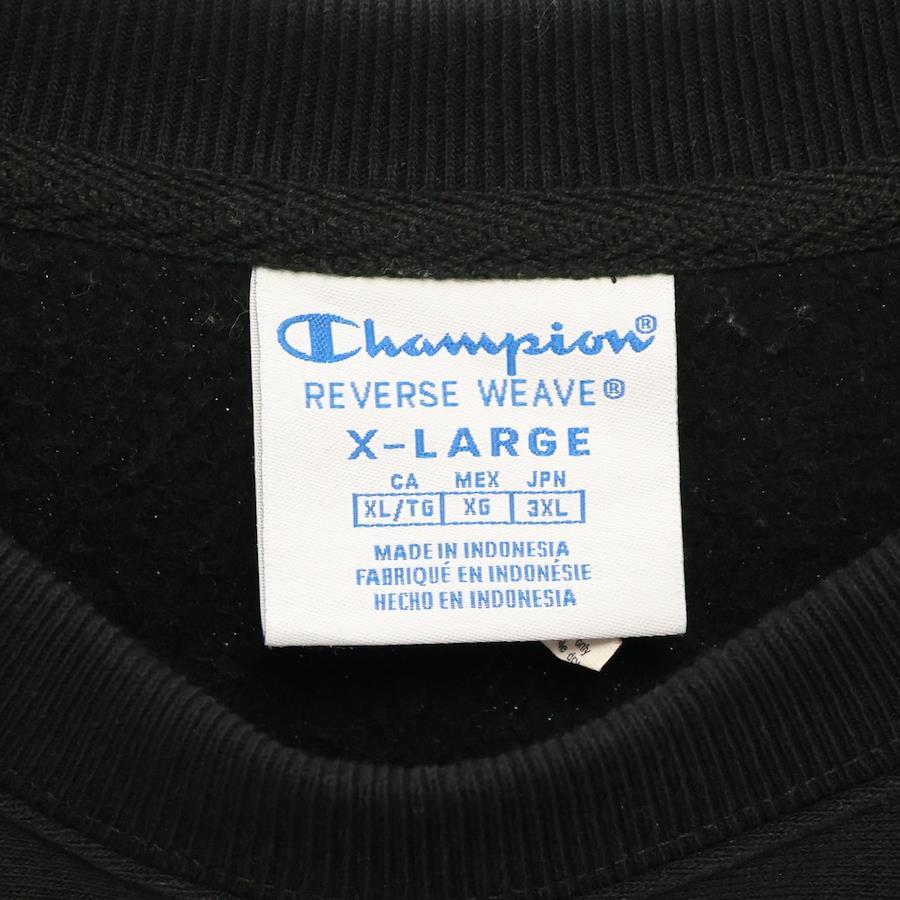 Champion®
REVERSE WEAVE®
X-LARGE
CA MEX JPN
XL/TG XG 3XL
MADE IN INDONESIA
FABRIQUÉ EN INDONÉSIE
HECHO EN INDONESIA
only